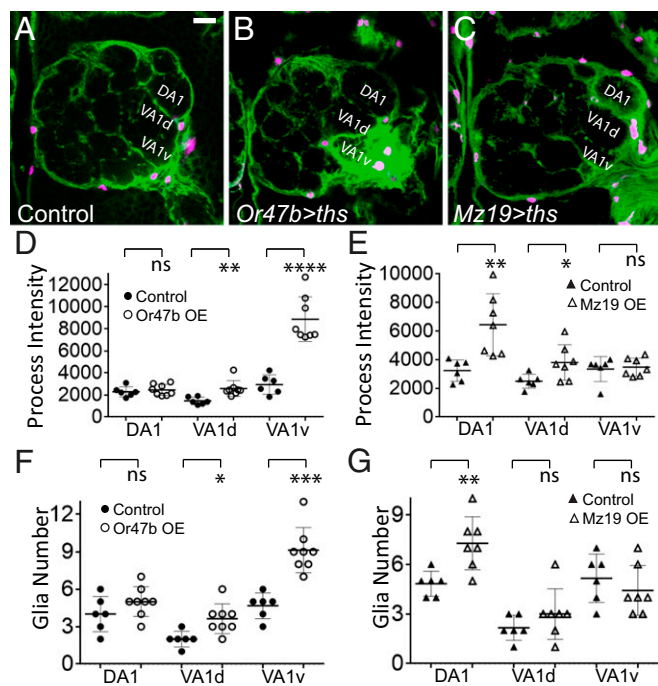 A
B
C
DA1
VA1d
VA1v
Control
DA1
VA1d
VA1v
Or47b>ths
DA1
VA1d
VA1v
Mz19>ths
D
ns
**
****
Process Intensity
12000
10000
8000
6000
4000
2000
0
Control
Or47b OE
DA1
VA1d
VA1v
E
**
*
ns
Process Intensity
10000
8000
6000
4000
2000
0
Control
Mz19 OE
DA1
VA1d
VA1v
F
ns
*
***
Glia Number
12
9
6
3
0
Control
Or47b OE
DA1
VA1d
VA1v
G
**
ns
ns
Glia Number
9
6
3
0
Control
Mz19 OE
DA1
VA1d
VA1v